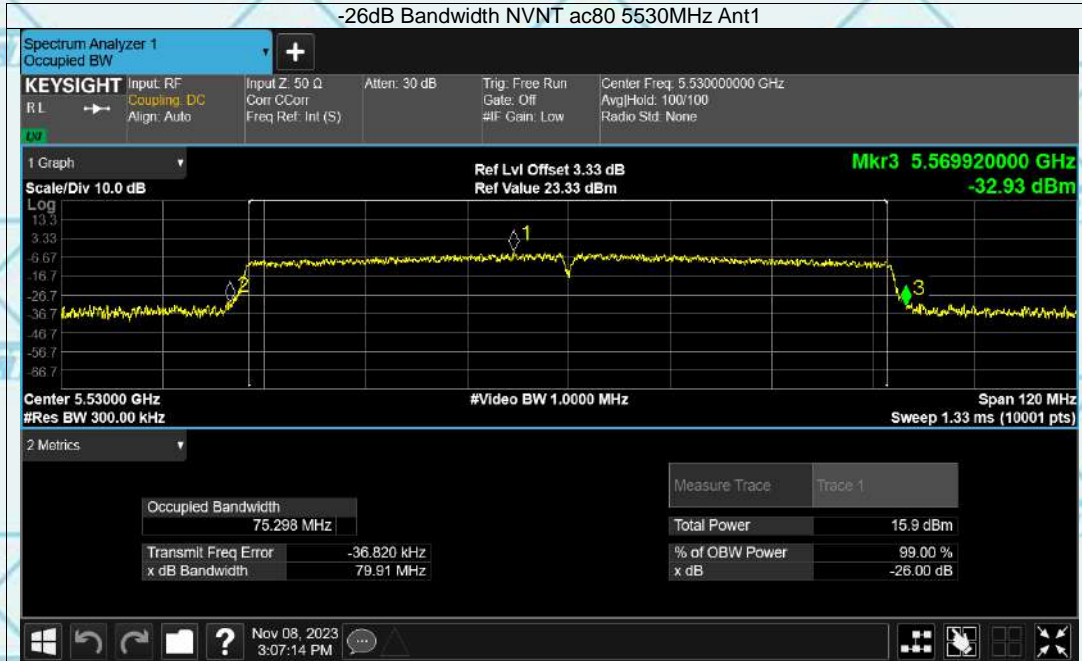 -26dB Bandwidth NVNT ac80 5530MHz Ant1
Spectrum Analyzer 1
Occupied BW
+
KEYSIGHT
R L
LXI
Input: RF
Coupling: DC
Align: Auto
Input Z: 50 Ω
Corr CCorr
Freq Ref: Int (S)
Atten: 30 dB
Trig: Free Run
Gate: Off
#IF Gain: Low
Center Freq: 5.530000000 GHz
Avg|Hold: 100/100
Radio Std: None
1 Graph
Scale/Div 10.0 dB
Ref Lvl Offset 3.33 dB
Ref Value 23.33 dBm
Mkr3 5.569920000 GHz
-32.93 dBm
Log
13.3
3.33
-6.67
-16.7
-26.7
-36.7
-46.7
-56.7
-66.7
1
2
3
Center 5.53000 GHz
#Res BW 300.00 kHz
#Video BW 1.0000 MHz
Span 120 MHz
Sweep 1.33 ms (10001 pts)
2 Metrics
Measure Trace Trace 1
Occupied Bandwidth
75.298 MHz
Total Power 15.9 dBm
Transmit Freq Error -36.820 kHz
% of OBW Power 99.00 %
x dB Bandwidth 79.91 MHz
x dB -26.00 dB
?
Nov 08, 2023
3:07:14 PM